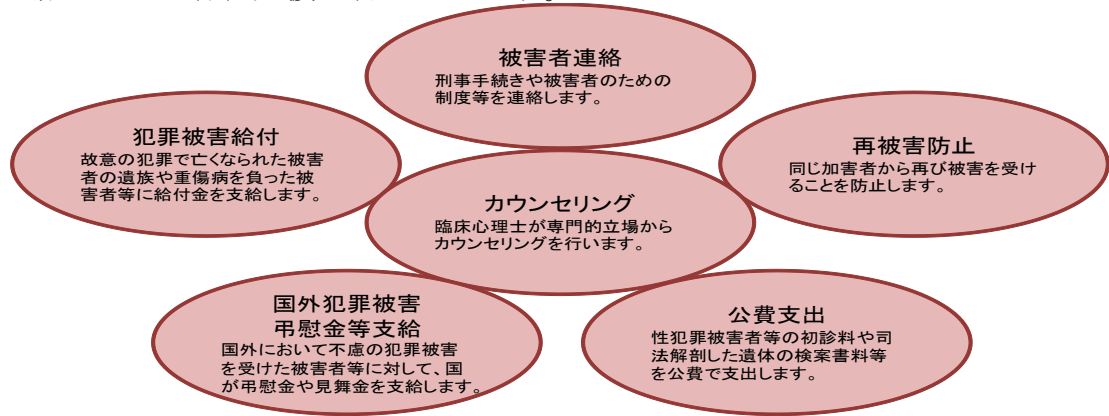 被害者連絡
刑事手続きや被害者のための
制度等を連絡します。
犯罪被害給付
故意の犯罪で亡くなられた被害
者の遺族や重傷病を負った被
害者等に給付金を支給します。
再被害防止
同じ加害者から再び被害を受け
ることを防止します。
カウンセリング
臨床心理士が専門的立場から
カウンセリングを行います。
国外犯罪被害
弔慰金等支給
国外において不慮の犯罪被害
を受けた被害者等に対して、国
が弔慰金や見舞金を支給します。
公費支出
性犯罪被害者等の初診料や司
法解剖した遺体の検案書料等
を公費で支出します。